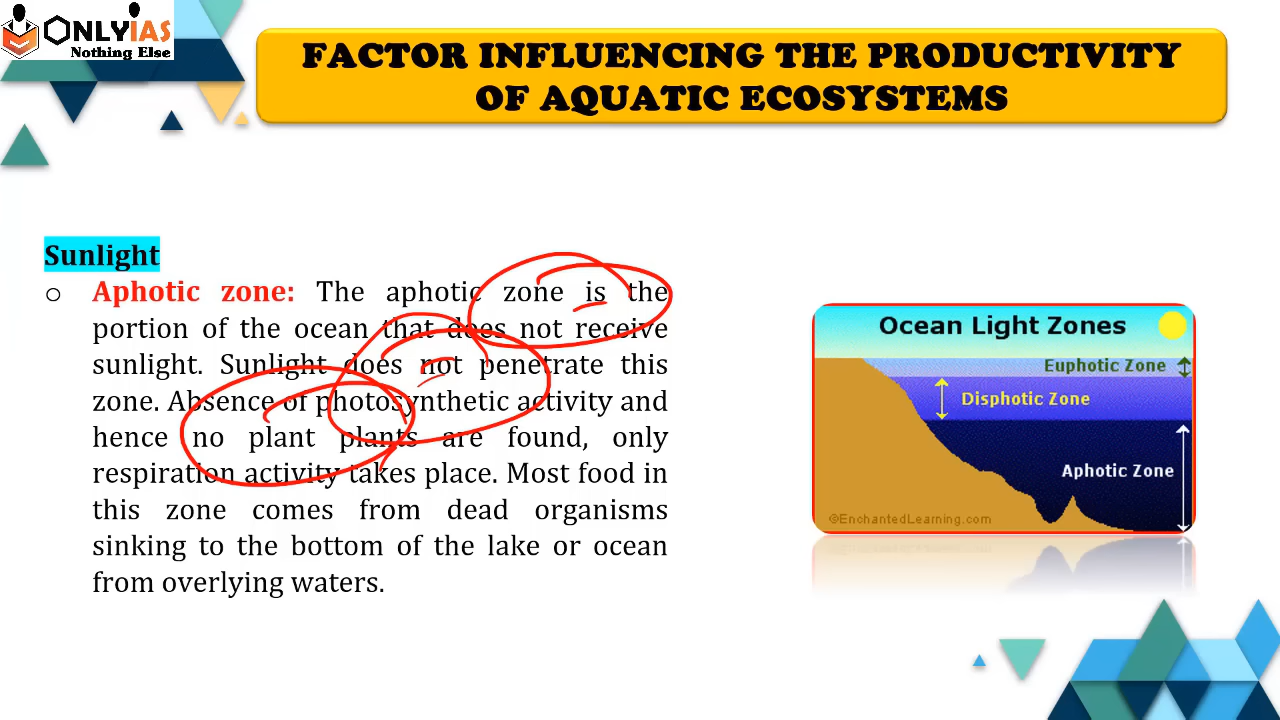 ONLYIAS
Nothing Else
FACTOR INFLUENCING THE PRODUCTIVITY
OF AQUATIC ECOSYSTEMS
Sunlight
o Aphotic zone: The aphotic zone is the
portion of the ocean that does not receive
sunlight. Sunlight does not penetrate this
zone. Absence of photosynthetic activity and
hence no plant plants are found, only
respiration activity takes place. Most food in
this zone comes from dead organisms
sinking to the bottom of the lake or ocean
from overlying waters.
Ocean Light Zones
Euphotic Zone
Disphotic Zone
Aphotic Zone
©EnchantedLearning.com